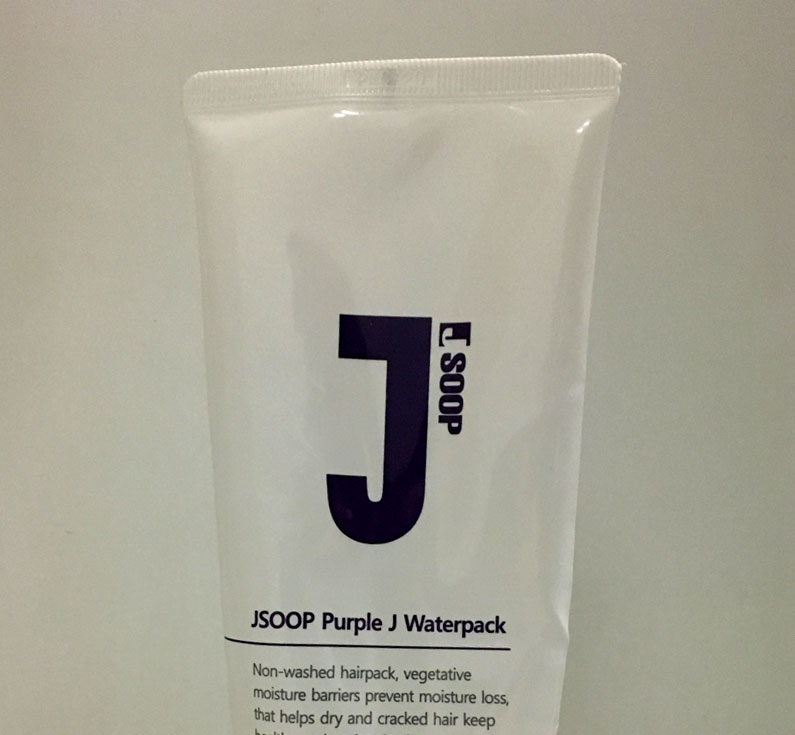 J
J SOOP
JSOOP Purple J Waterpack
Non-washed hairpack, vegetative
moisture barriers prevent moisture loss,
that helps dry and cracked hair keep